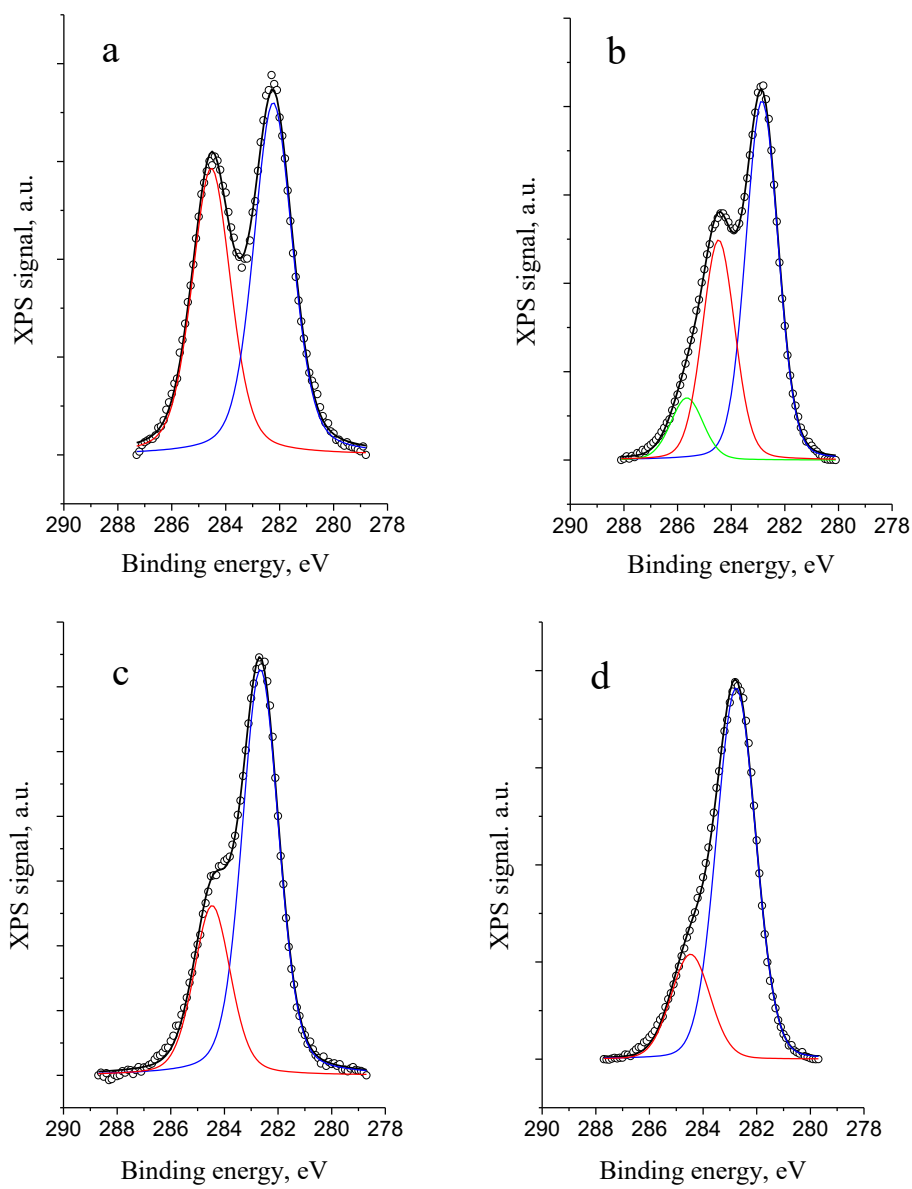 a
XPS signal, a.u.
290 288 286 284 282 280 278
Binding energy, eV
b
XPS signal, a.u.
290 288 286 284 282 280 278
Binding energy, eV
c
XPS signal, a.u.
290 288 286 284 282 280 278
Binding energy, eV
d
XPS signal. a.u.
290 288 286 284 282 280 278
Binding energy, eV